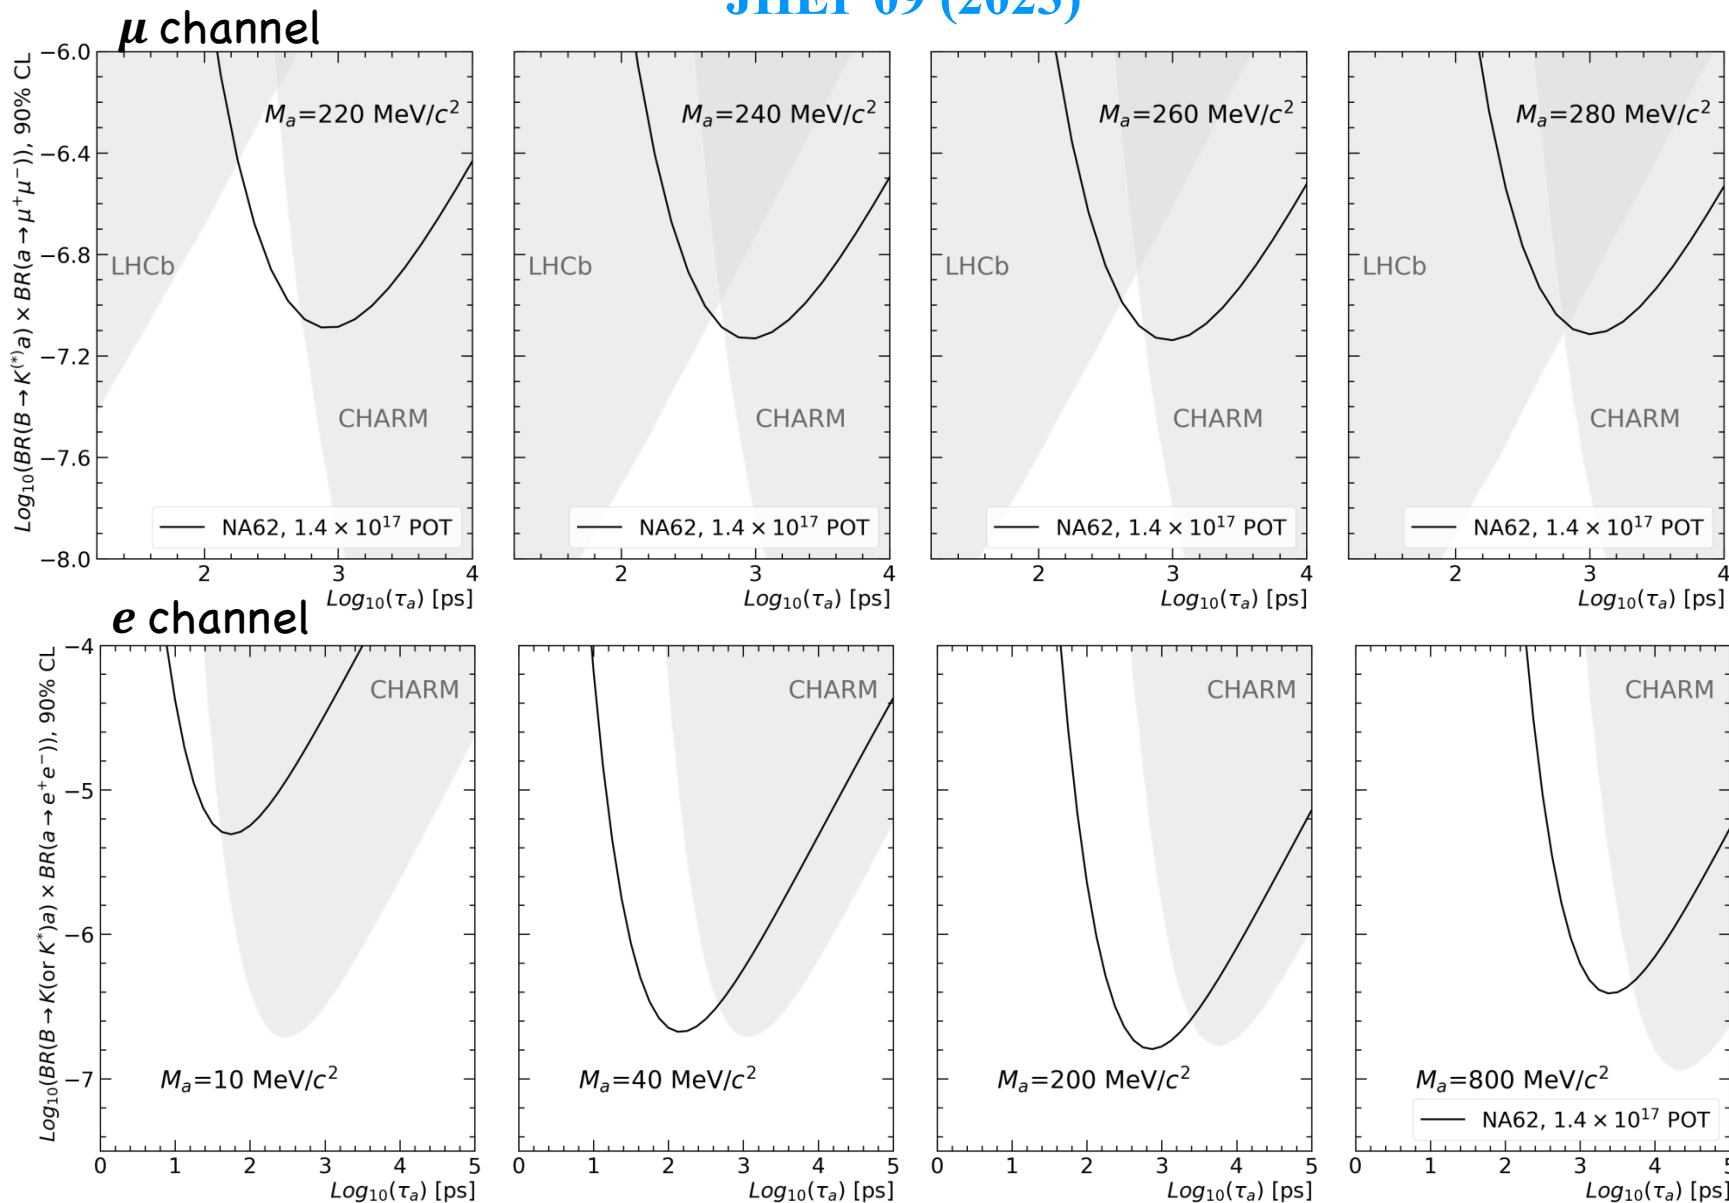 JHEP 09 (2023)
μ channel
Log₁₀(BR(B → K⁽*⁾a) × BR(a → μ⁺μ⁻)), 90% CL
−6.0
−6.4
−6.8
−7.2
−7.6
−8.0
Mₐ=220 MeV/c²
LHCb
CHARM
NA62, 1.4 × 10¹⁷ POT
2 3 4
Log₁₀(τₐ) [ps]
Mₐ=240 MeV/c²
LHCb
CHARM
NA62, 1.4 × 10¹⁷ POT
2 3 4
Log₁₀(τₐ) [ps]
Mₐ=260 MeV/c²
LHCb
CHARM
NA62, 1.4 × 10¹⁷ POT
2 3 4
Log₁₀(τₐ) [ps]
Mₐ=280 MeV/c²
LHCb
CHARM
NA62, 1.4 × 10¹⁷ POT
2 3 4
Log₁₀(τₐ) [ps]
e channel
Log₁₀(BR(B → K(or K*)a) × BR(a → e⁺e⁻)), 90% CL
−4
−5
−6
−7
CHARM
Mₐ=10 MeV/c²
0 1 2 3 4 5
Log₁₀(τₐ) [ps]
CHARM
Mₐ=40 MeV/c²
0 1 2 3 4 5
Log₁₀(τₐ) [ps]
CHARM
Mₐ=200 MeV/c²
0 1 2 3 4 5
Log₁₀(τₐ) [ps]
CHARM
Mₐ=800 MeV/c²
NA62, 1.4 × 10¹⁷ POT
0 1 2 3 4 5
Log₁₀(τₐ) [ps]